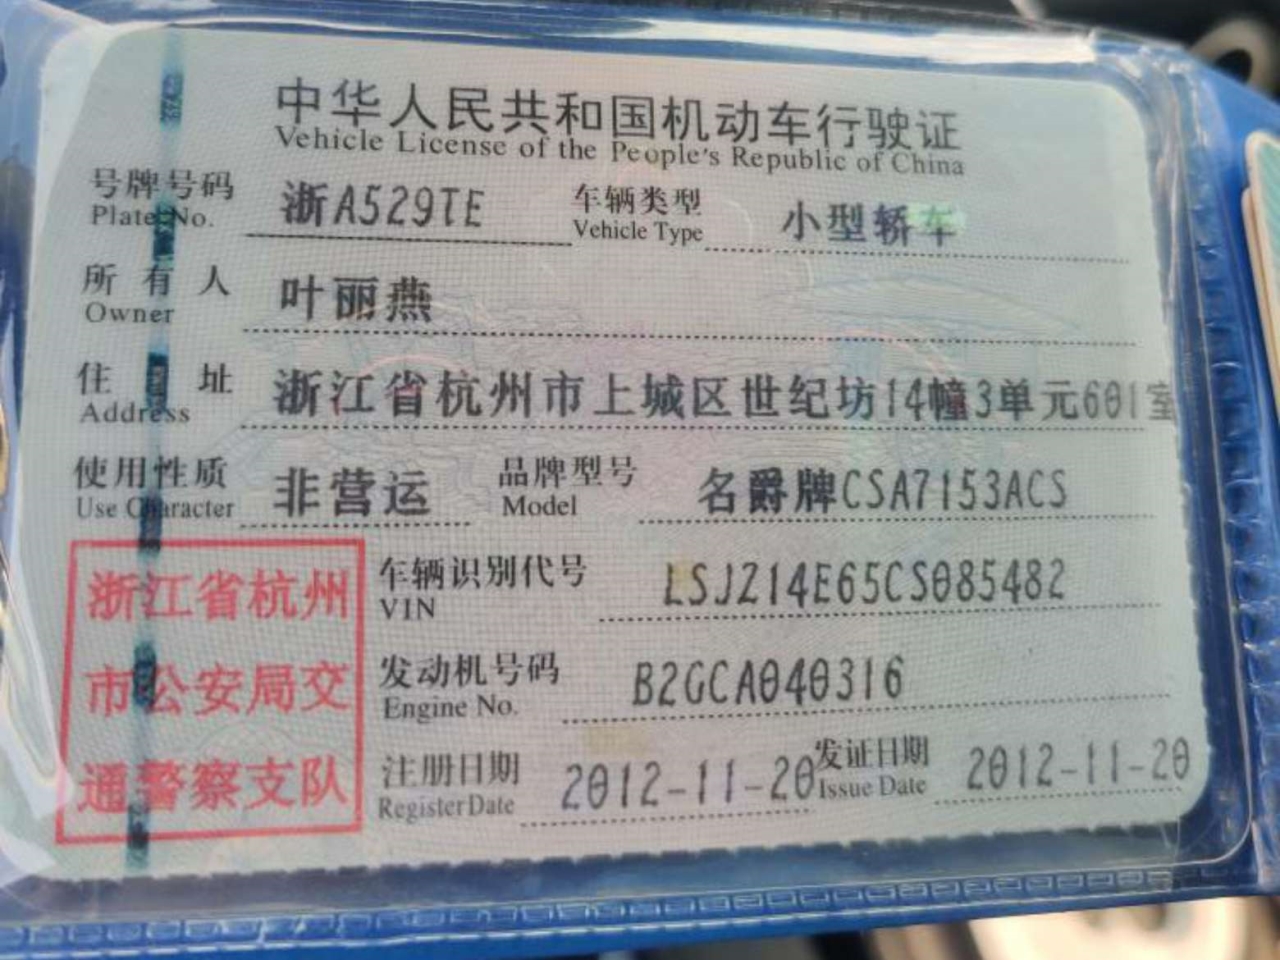 中华人民共和国机动车行驶证
Vehicle License of the People's Republic of China
号牌号码 浙A529TE 车辆类型 小型轿车
Plate No. Vehicle Type
所有人 叶丽燕
Owner
住址 浙江省杭州市上城区世纪坊14幢3单元601室
Address
使用性质 非营运 品牌型号 名爵牌CSA7153ACS
Use Character Model
车辆识别代号 LSJZ14E65CS085482
VIN
发动机号码 B2GCA040316
Engine No.
注册日期 2012-11-20 发证日期 2012-11-20
Register Date Issue Date
浙江省杭州
市公安局交
通警察支队